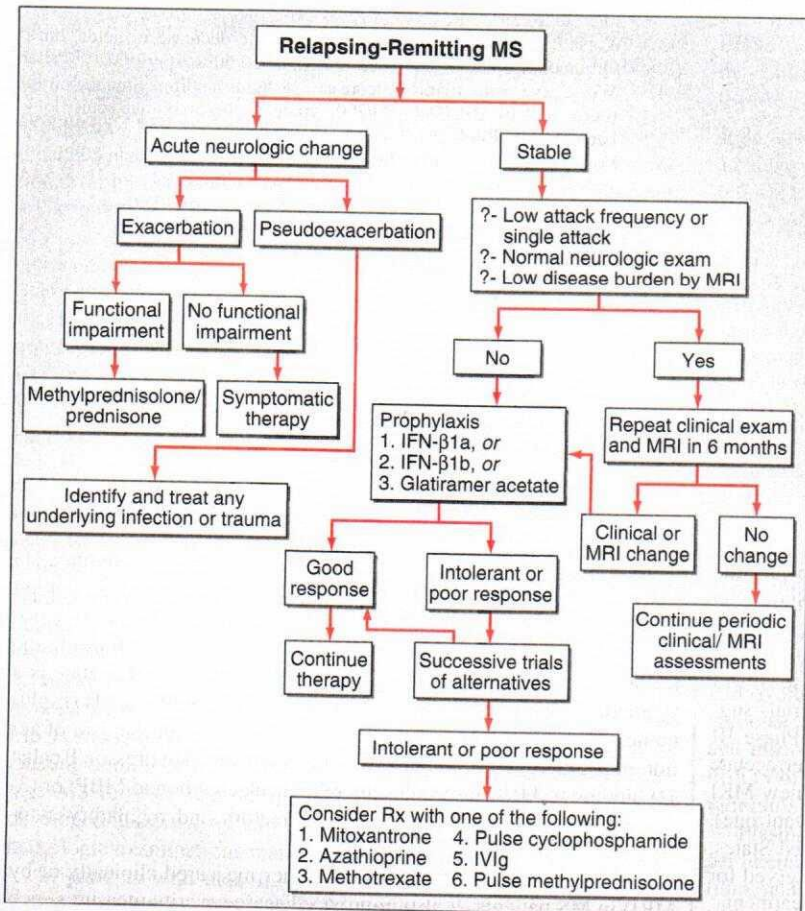 Relapsing-Remitting MS
Acute neurologic change
Stable
Exacerbation
Pseudoexacerbation
?- Low attack frequency or
single attack
?- Normal neurologic exam
?- Low disease burden by MRI
Functional
impairment
No functional
impairment
No
Yes
Methylprednisolone/
prednisone
Symptomatic
therapy
Prophylaxis
1. IFN-β1a, or
2. IFN-β1b, or
3. Glatiramer acetate
Repeat clinical exam
and MRI in 6 months
Identify and treat any
underlying infection or trauma
Clinical or
MRI change
No
change
Good
response
Intolerant or
poor response
Continue periodic
clinical/ MRI
assessments
Continue
therapy
Successive trials
of alternatives
Intolerant or poor response
Consider Rx with one of the following:
1. Mitoxantrone 4. Pulse cyclophosphamide
2. Azathioprine 5. IVIg
3. Methotrexate 6. Pulse methylprednisolone